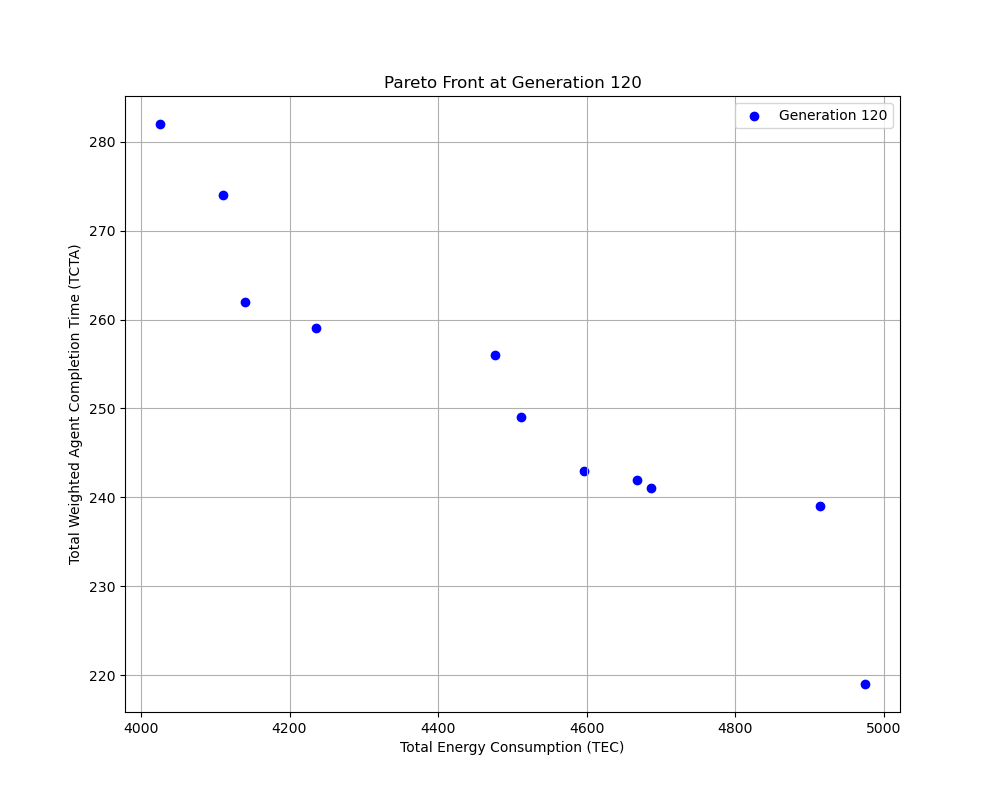 Pareto Front at Generation 120
Generation 120
Total Weighted Agent Completion Time (TCTA)
280
270
260
250
240
230
220
4000 4200 4400 4600 4800 5000
Total Energy Consumption (TEC)